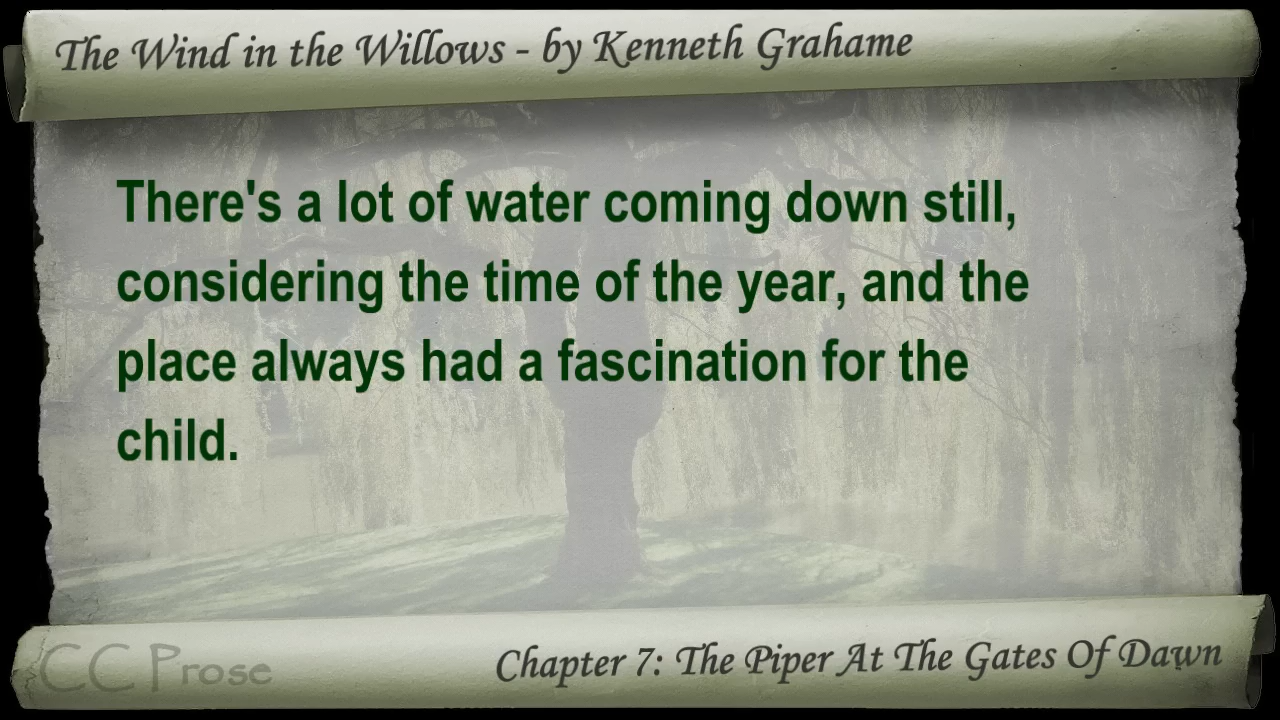 The Wind in the Willows - by Kenneth Grahame
There's a lot of water coming down still,
considering the time of the year, and the
place always had a fascination for the
child.
CC Prose
Chapter 7: The Piper At The Gates Of Dawn